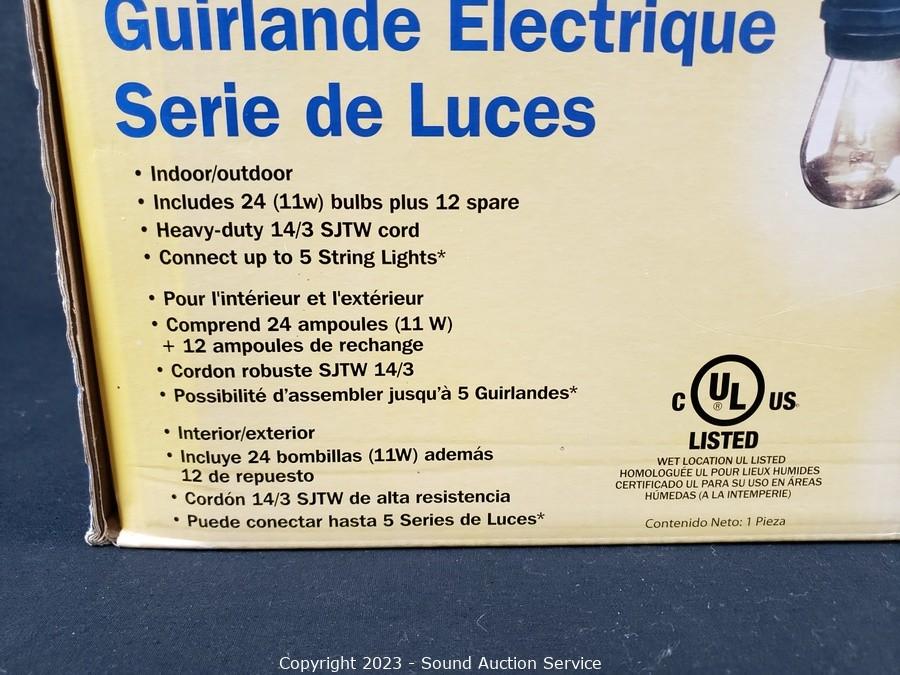 Guirlande Électrique
Serie de Luces
• Indoor/outdoor
• Includes 24 (11w) bulbs plus 12 spare
• Heavy-duty 14/3 SJTW cord
• Connect up to 5 String Lights*
• Pour l'intérieur et l'extérieur
• Comprend 24 ampoules (11 W)
+ 12 ampoules de rechange
• Cordon robuste SJTW 14/3
• Possibilité d'assembler jusqu'à 5 Guirlandes*
• Interior/exterior
• Incluye 24 bombillas (11W) además
12 de repuesto
• Cordón 14/3 SJTW de alta resistencia
• Puede conectar hasta 5 Series de Luces*
C UL ® US
LISTED
WET LOCATION UL LISTED
HOMOLOGUÉE UL POUR LIEUX HUMIDES
CERTIFICADO UL PARA SU USO EN ÁREAS
HÚMEDAS (A LA INTEMPERIE)
Contenido Neto: 1 Pieza
Copyright 2023 - Sound Auction Service